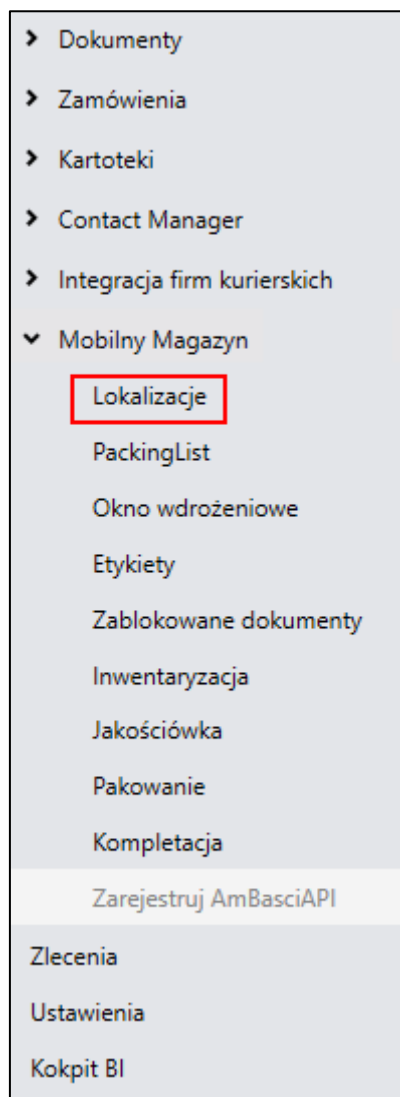 Dokumenty
Zamówienia
Kartoteki
Contact Manager
Integracja firm kurierskich
Mobilny Magazyn
Lokalizacje
PackingList
Okno wdrożeniowe
Etykiety
Zablokowane dokumenty
Inwentaryzacja
Jakościówka
Pakowanie
Kompletacja
Zarejestruj AmBasciAPI
Zlecenia
Ustawienia
Kokpit BI